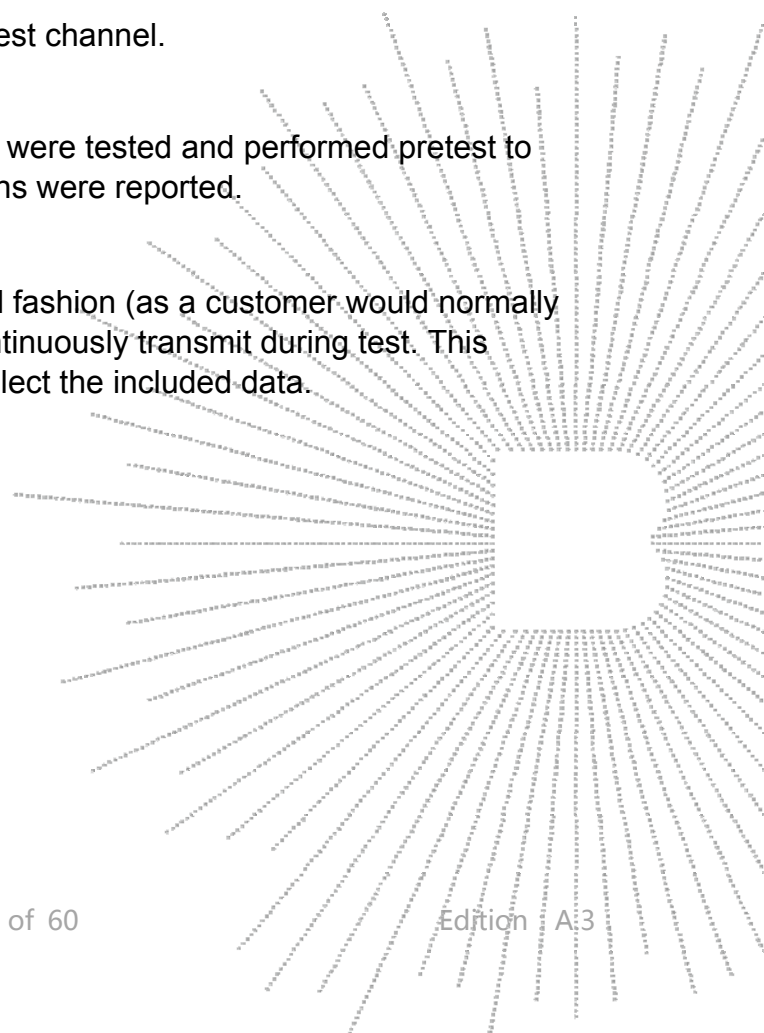 est channel.
were tested and performed pretest to
ns were reported.
l fashion (as a customer would normally
ntinuously transmit during test. This
llect the included data.
of 60
Edition : A.3